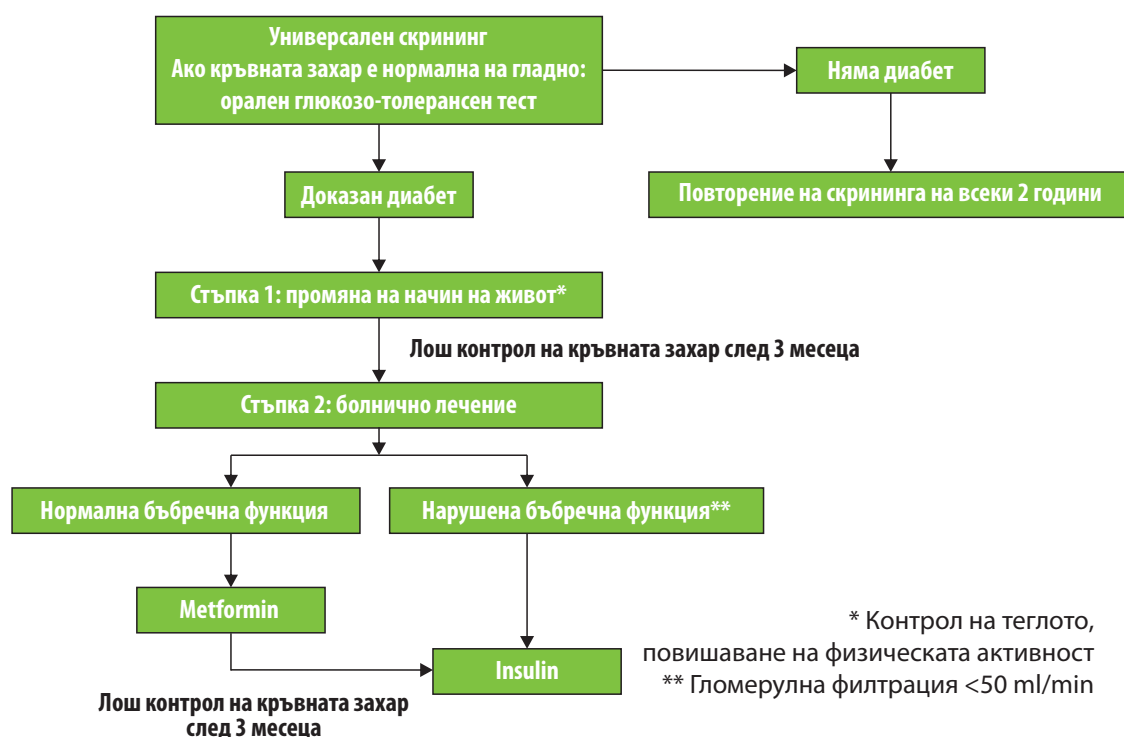 Универсален скрининг
Ако кръвната захар е нормална на гладно:
орален глюкозо-толерансен тест
Няма диабет
Доказан диабет
Повторение на скрининга на всеки 2 години
Стъпка 1: промяна на начин на живот*
Лош контрол на кръвната захар след 3 месеца
Стъпка 2: болнично лечение
Нормална бъбречна функция
Нарушена бъбречна функция**
Metformin
Insulin
Лош контрол на кръвната захар
след 3 месеца
* Контрол на теглото,
повишаване на физическата активност
** Гломерулна филтрация <50 ml/min